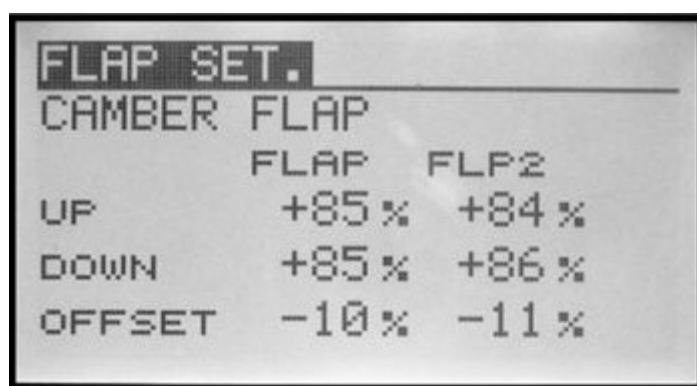 FLAP SET.
CAMBER FLAP
FLAP FLP2
UP +85% +84%
DOWN +85% +86%
OFFSET -10% -11%